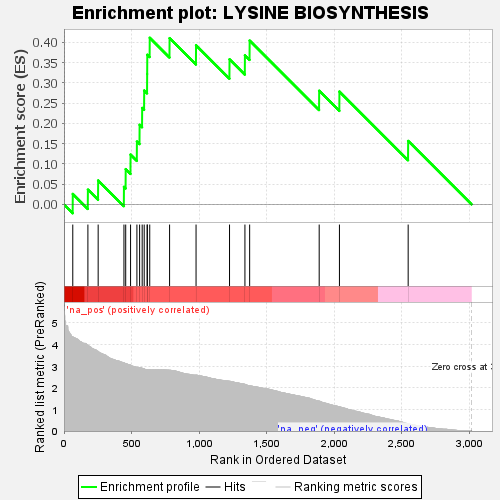 Enrichment plot: LYSINE BIOSYNTHESIS
Enrichment score (ES)
0.40
0.35
0.30
0.25
0.20
0.15
0.10
0.05
0.00
'na_pos' (positively correlated)
Ranked list metric (PreRanked)
5
4
3
2
1
0
Zero cross at 3
'na_neg' (negatively correlated)
0
500
1,000
1,500
2,000
2,500
3,000
Rank in Ordered Dataset
Enrichment profile
Hits
Ranking metric scores